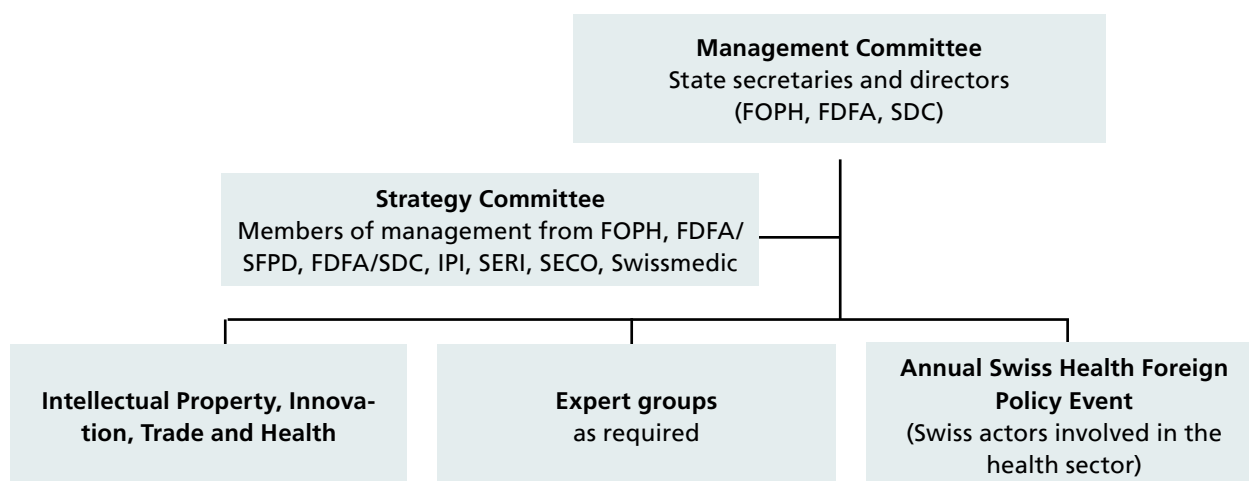 Management Committee
State secretaries and directors
(FOPH, FDFA, SDC)
Strategy Committee
Members of management from FOPH, FDFA/
SFPD, FDFA/SDC, IPI, SERI, SECO, Swissmedic
Intellectual Property, Innova-
tion, Trade and Health
Expert groups
as required
Annual Swiss Health Foreign
Policy Event
(Swiss actors involved in the
health sector)